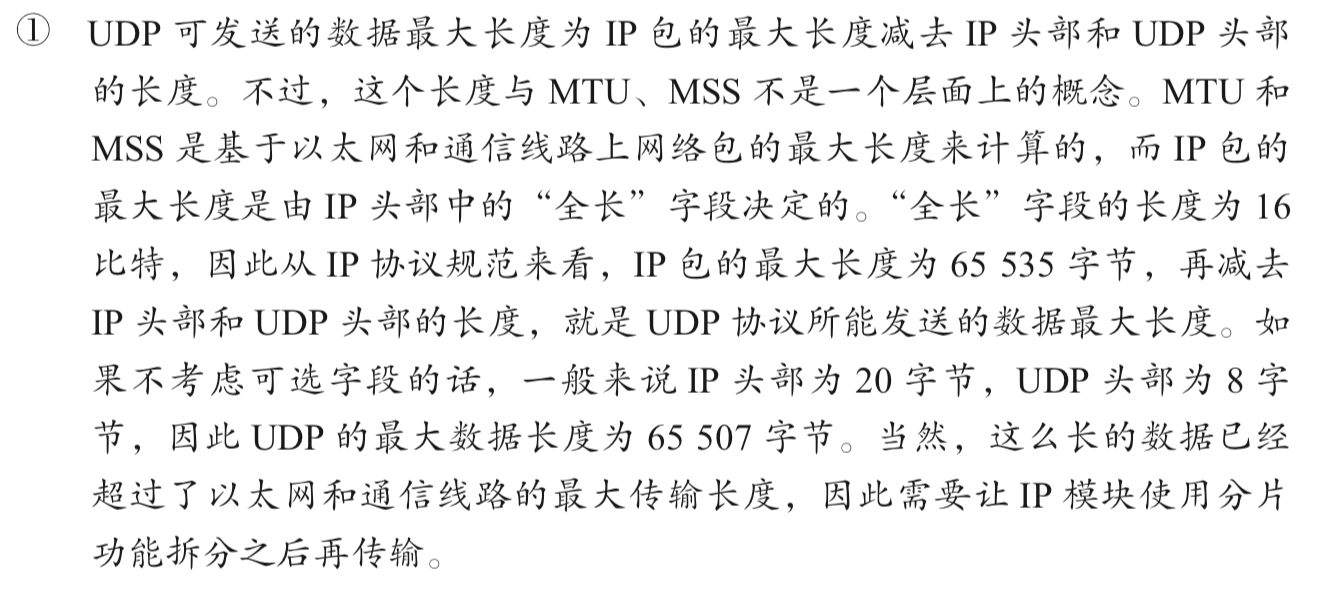 ① UDP 可发送的数据最大长度为 IP 包的最大长度减去 IP 头部和 UDP 头部
的长度。不过，这个长度与 MTU、MSS 不是一个层面上的概念。MTU 和
MSS 是基于以太网和通信线路上网络包的最大长度来计算的，而 IP 包的
最大长度是由 IP 头部中的“全长”字段决定的。“全长”字段的长度为 16
比特，因此从 IP 协议规范来看，IP 包的最大长度为 65 535 字节，再减去
IP 头部和 UDP 头部的长度，就是 UDP 协议所能发送的数据最大长度。如
果不考虑可选字段的话，一般来说 IP 头部为 20 字节，UDP 头部为 8 字
节，因此 UDP 的最大数据长度为 65 507 字节。当然，这么长的数据已经
超过了以太网和通信线路的最大传输长度，因此需要让 IP 模块使用分片
功能拆分之后再传输。